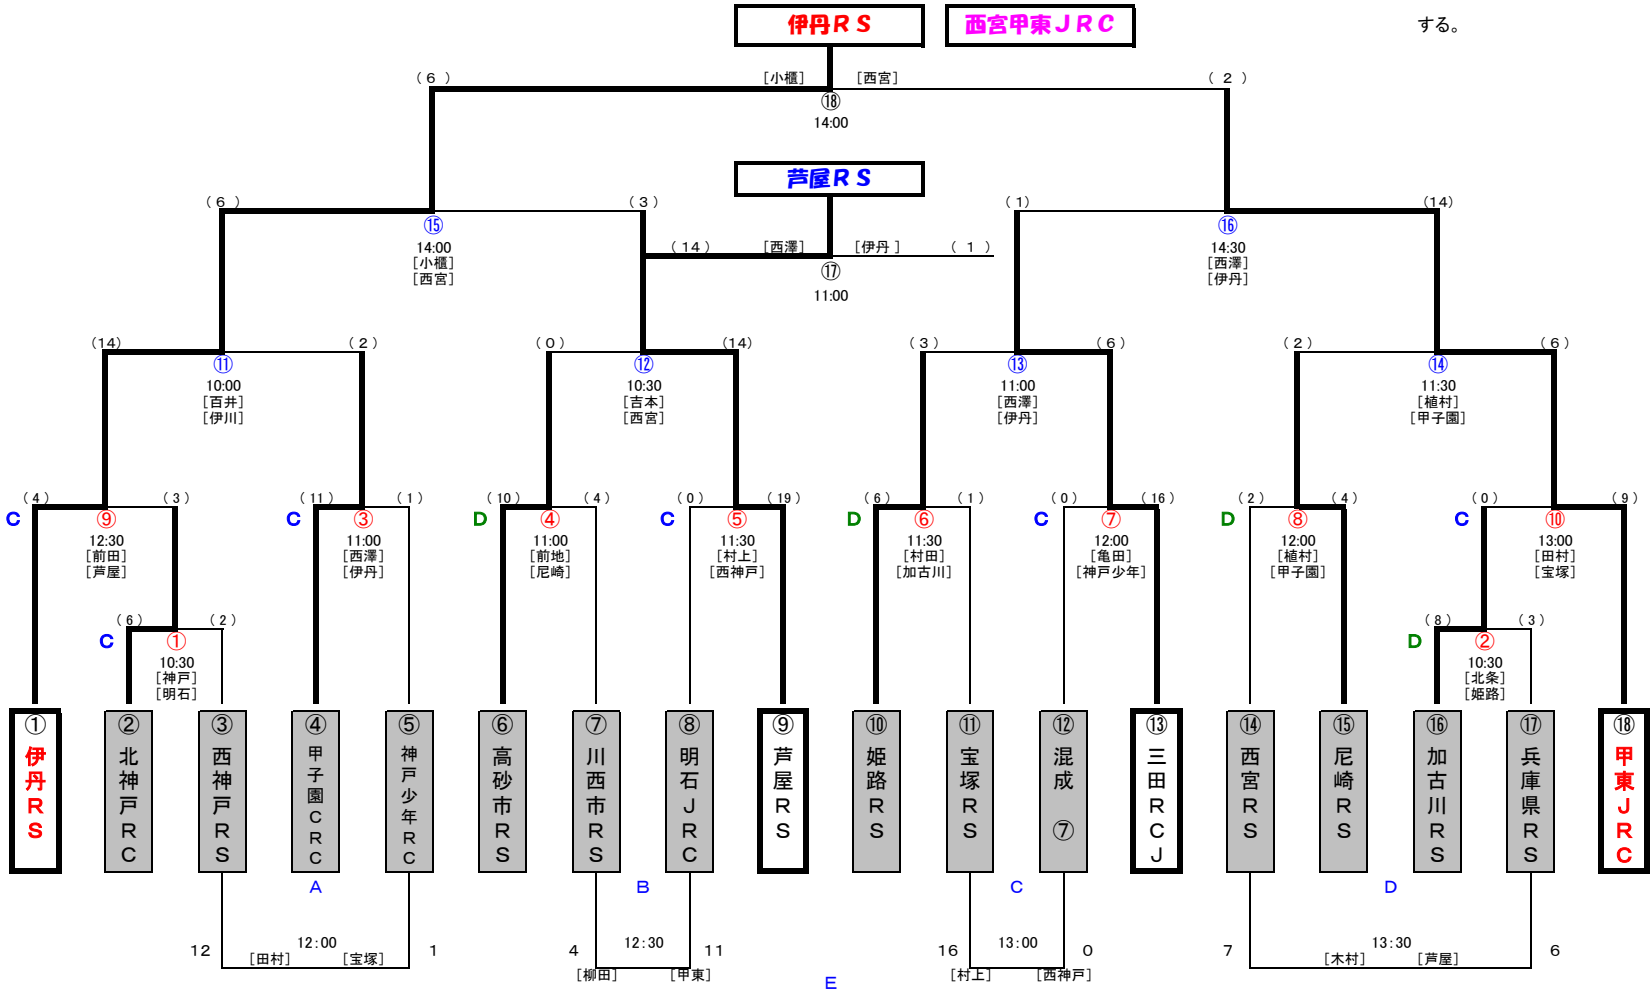 伊丹ＲＳ 西宮甲東ＪＲＣ する。
（６） [小櫃] [西宮] （２）
⑱
14:00
芦屋ＲＳ
（６） （３） （１） （14）
⑮ ⑯
14:00 （14） [西澤] [伊丹] （１） 14:30
[小櫃] ⑰ [西澤]
[西宮] 11:00 [伊丹]
（14） （２） （０） （14） （３） （６） （２） （６）
⑪ ⑫ ⑬ ⑭
10:00 10:30 11:00 11:30
[百井] [吉本] [西澤] [植村]
[伊川] [西宮] [伊丹] [甲子園]
（４） （３） （11） （１） （10） （４） （０） （19） （６） （１） （０） （16） （２） （４） （０） （９）
C ⑨ C ③ D ④ C ⑤ D ⑥ C ⑦ D ⑧ C ⑩
12:30 11:00 11:00 11:30 11:30 12:00 12:00 13:00
[前田] [西澤] [前地] [村上] [村田] [亀田] [植村] [田村]
[芦屋] [伊丹] [尼崎] [西神戸] [加古川] [神戸少年] [甲子園] [宝塚]
（６） （２） （８） （３）
C ① D ②
10:30 10:30
[神戸] [北条]
[明石] [姫路]
① 伊丹ＲＳ
② 北神戸ＲＣ
③ 西神戸ＲＳ
④ 甲子園ＣＲＣ
⑤ 神戸少年ＲＣ
⑥ 高砂市ＲＳ
⑦ 川西市ＲＳ
⑧ 明石ＪＲＣ
⑨ 芦屋ＲＳ
⑩ 姫路ＲＳ
⑪ 宝塚ＲＳ
⑫ 混成 ⑦
⑬ 三田ＲＣＪ
⑭ 西宮ＲＳ
⑮ 尼崎ＲＳ
⑯ 加古川ＲＳ
⑰ 兵庫県ＲＳ
⑱ 甲東ＪＲＣ
A B C D
12 12:00 1 4 12:30 11 16 13:00 0 7 13:30 6
[田村] [宝塚] [柳田] [甲東] [村上] [西神戸] [木村] [芦屋]
E